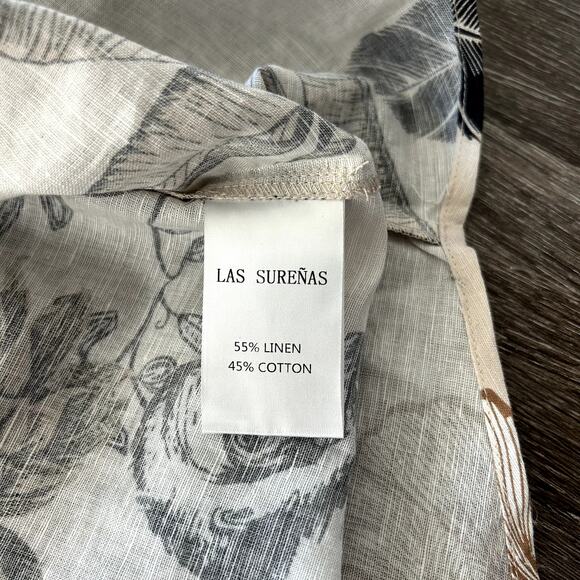 LAS SUREÑAS
55% LINEN
45% COTTON